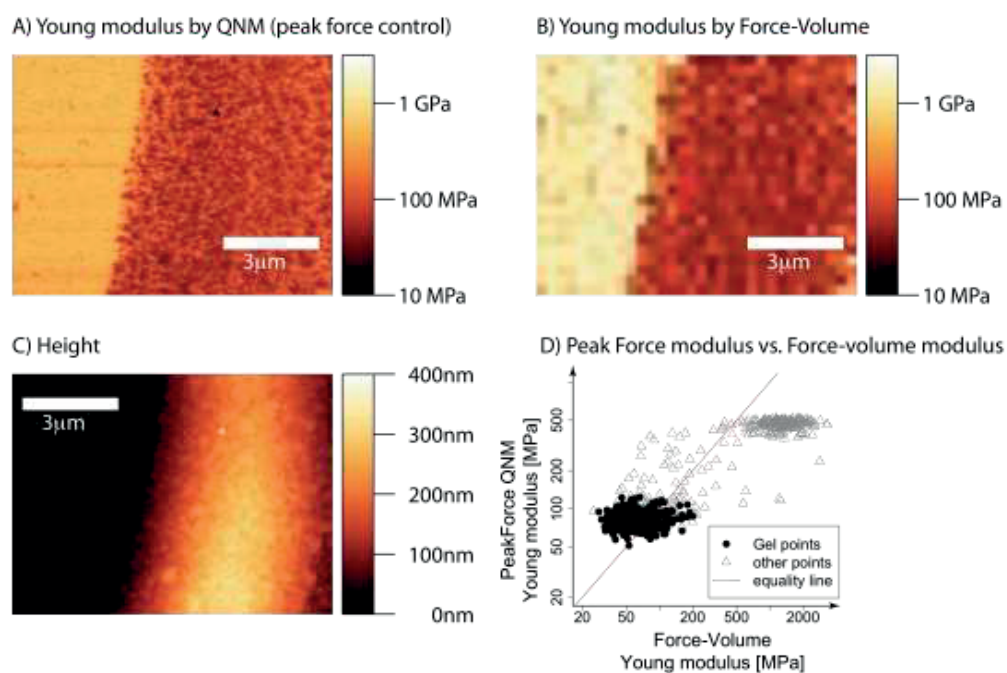 A) Young modulus by QNM (peak force control)
1 GPa
100 MPa
10 MPa
3μm
B) Young modulus by Force-Volume
1 GPa
100 MPa
10 MPa
3μm
C) Height
400nm
300nm
200nm
100nm
0nm
3μm
D) Peak Force modulus vs. Force-volume modulus
PeakForce QNM
Young modulus [MPa]
500
200
100
50
20
Gel points
other points
equality line
20 50 200 500 2000
Force-Volume
Young modulus [MPa]